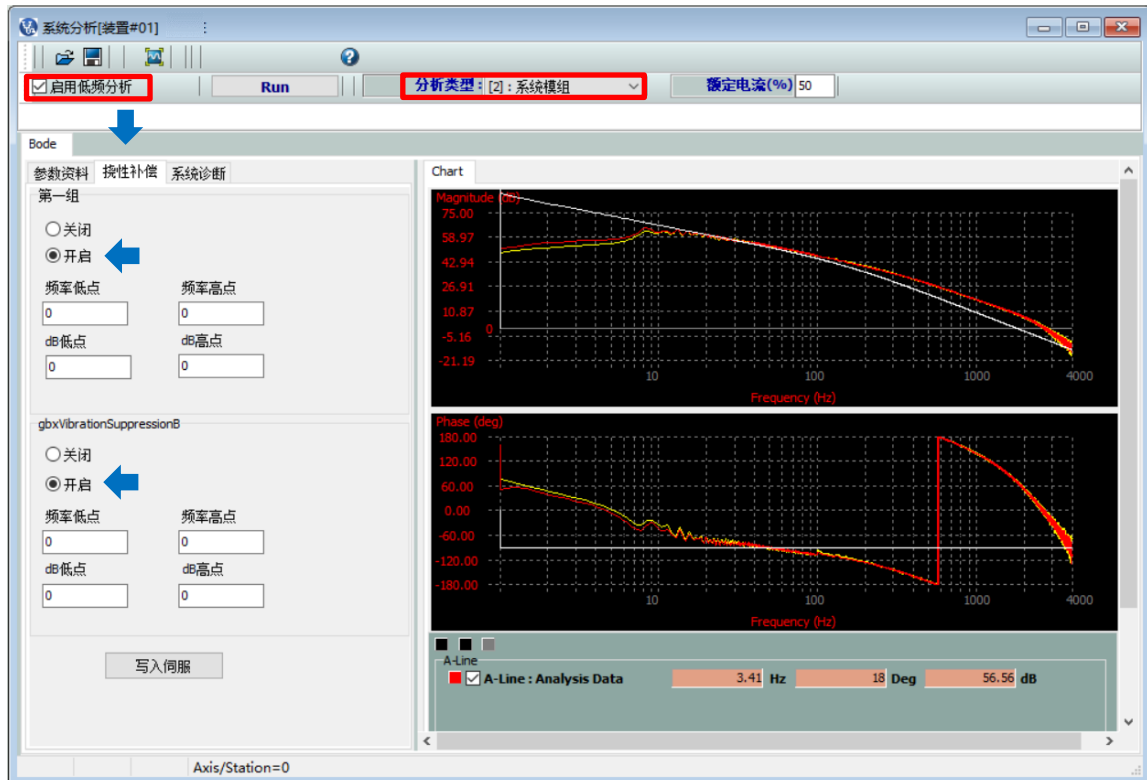 系统分析[装置#01] :
启用低频分析 Run 分析类型: [2] : 系统模组 额定电流(%) 50
Bode
参数资料 挠性补偿 系统诊断
第一组
关闭
开启
频率低点 频率高点
0 0
dB低点 dB高点
0 0
gbxVibrationSuppressionB
关闭
开启
频率低点 频率高点
0 0
dB低点 dB高点
0 0
写入伺服
Chart
Magnitude (dB)
75.00
58.97
42.94
26.91
10.87
0
-5.16
-21.19
10 100 1000 4000
Frequency (Hz)
Phase (deg)
180.00
120.00
60.00
0.00
-60.00
-120.00
-180.00
10 100 1000 4000
Frequency (Hz)
A-Line
A-Line : Analysis Data 3.41 Hz 18 Deg 56.56 dB
Axis/Station=0